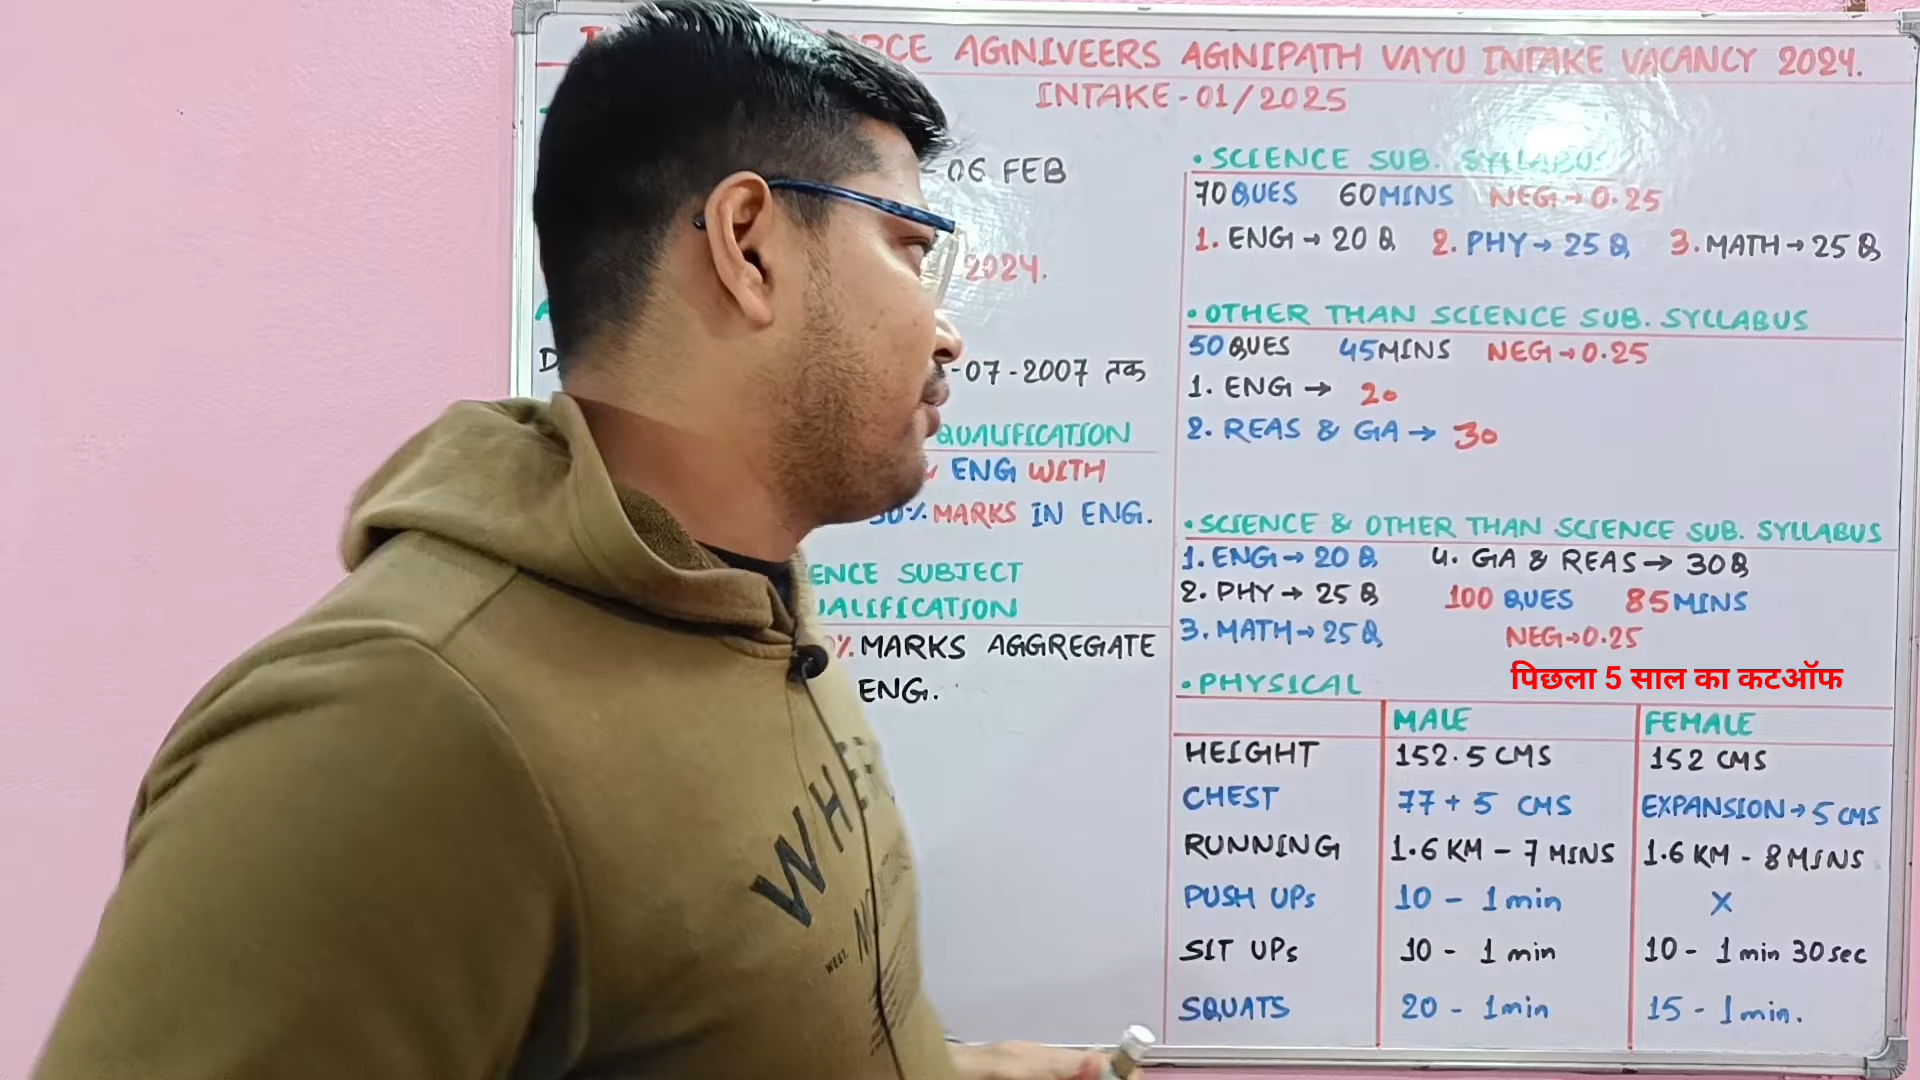 RCE AGNIVEERS AGNIPATH VAYU INTAKE VACANCY 2024.
INTAKE - 01/2025
- 06 FEB
2024.
-07-2007 तक
QUALIFICATION
ENG WITH
50% MARKS IN ENG.
ENCE SUBJECT
UALIFICATION
% MARKS AGGREGATE
ENG.
• SCIENCE SUB. SYLLABUS
70 QUES 60 MINS NEG → 0.25
1. ENG → 20 Q 2. PHY → 25 Q 3. MATH → 25 Q
• OTHER THAN SCIENCE SUB. SYLLABUS
50 QUES 45 MINS NEG → 0.25
1. ENG → 20
2. REAS & GA → 30
• SCIENCE & OTHER THAN SCIENCE SUB. SYLLABUS
1. ENG → 20 Q 4. GA & REAS → 30 Q
2. PHY → 25 Q 100 QUES 85 MINS
3. MATH → 25 Q NEG → 0.25
पिछला 5 साल का कटऑफ
• PHYSICAL
MALE FEMALE
HEIGHT 152.5 CMS 152 CMS
CHEST 77 + 5 CMS EXPANSION → 5 CMS
RUNNING 1.6 KM - 7 MINS 1.6 KM - 8 MINS
PUSH UPs 10 - 1 min X
SIT UPs 10 - 1 min 10 - 1 min 30 sec
SQUATS 20 - 1 min 15 - 1 min.
WH
WEST.